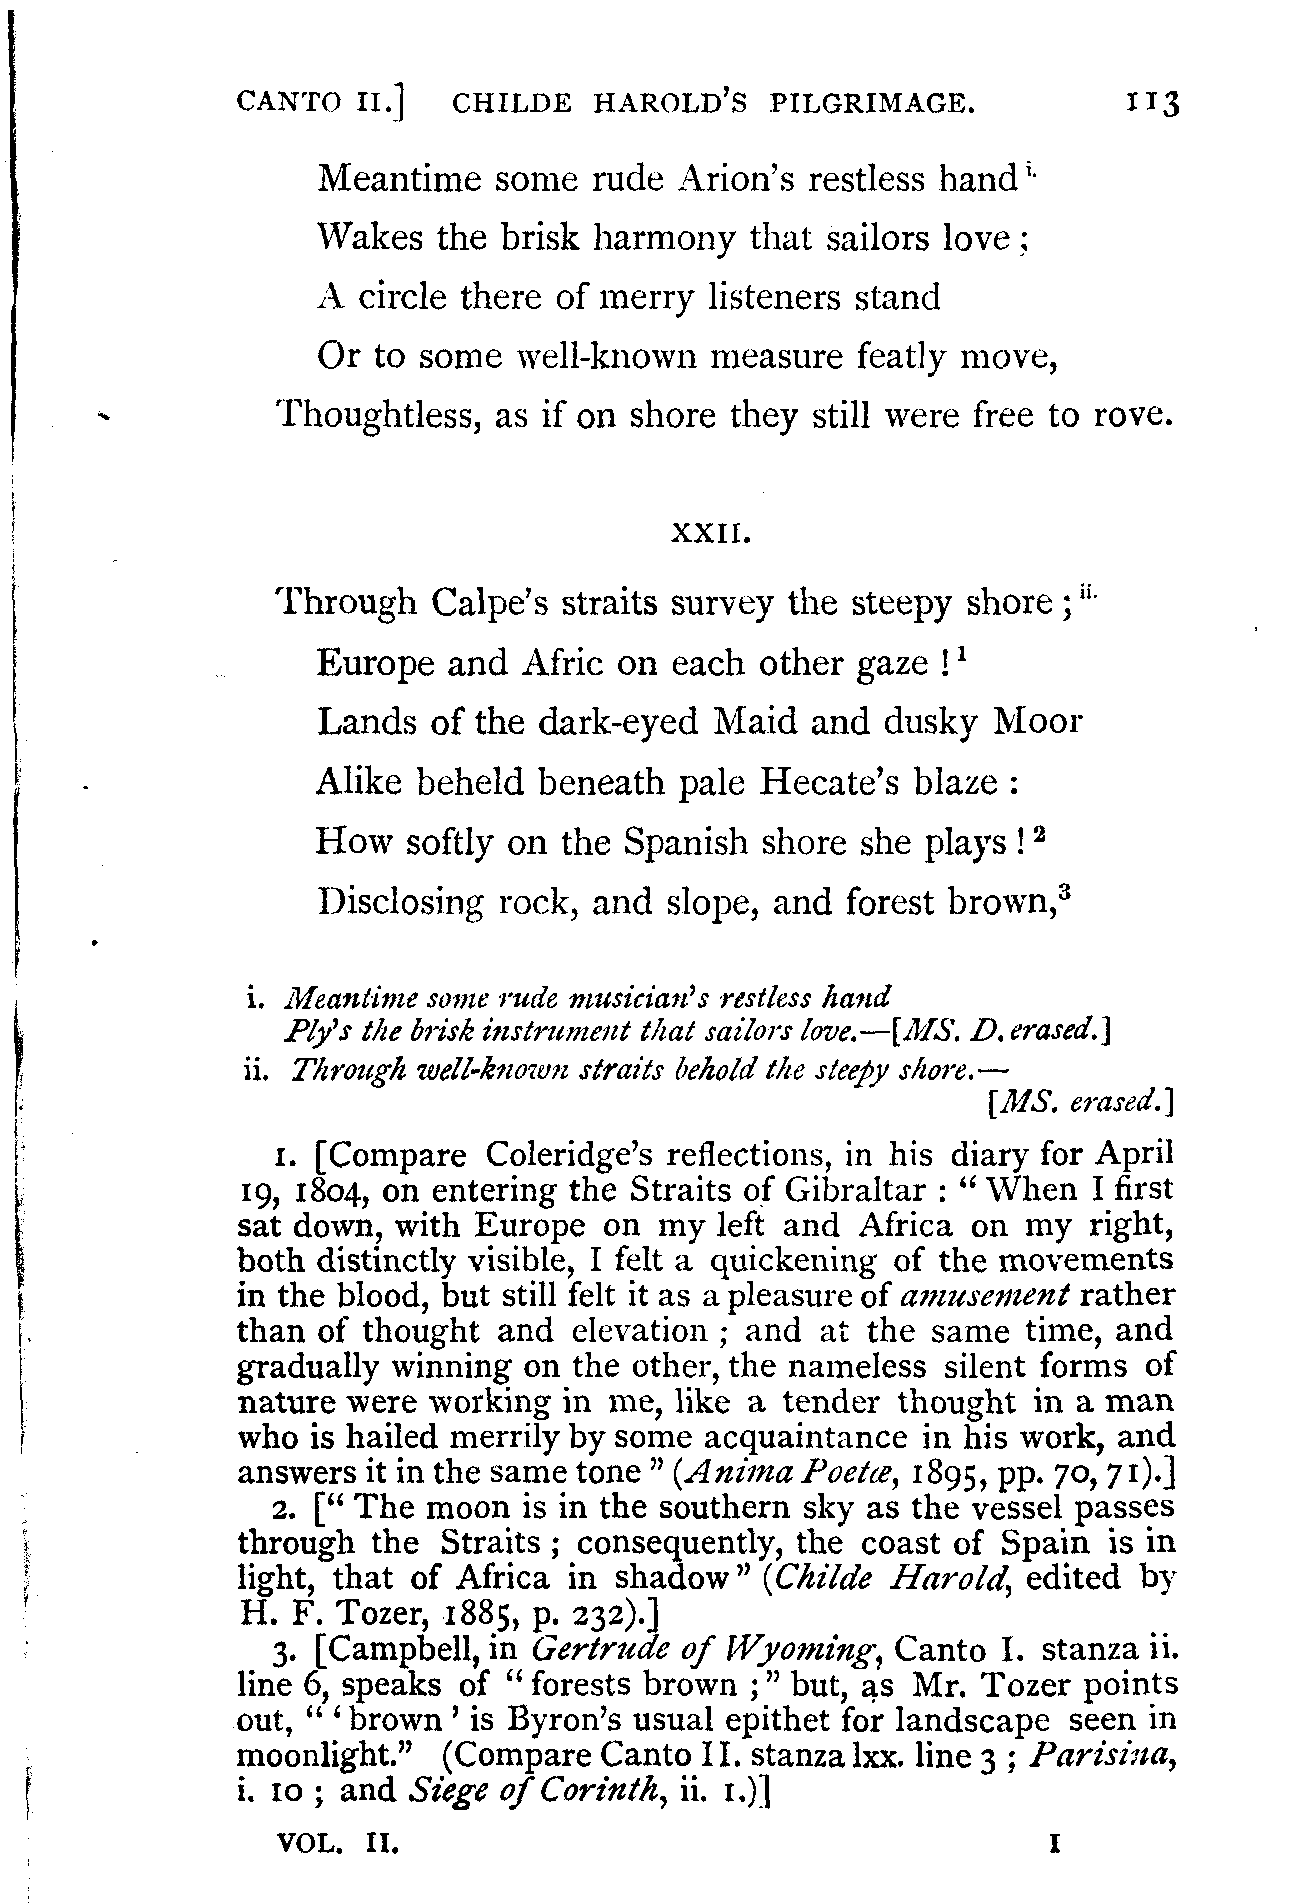 CANTO II.] CHILDE HAROLD'S PILGRIMAGE. 113
Meantime some rude Arion's restless hand i.
Wakes the brisk harmony that sailors love ;
A circle there of merry listeners stand
Or to some well-known measure featly move,
Thoughtless, as if on shore they still were free to rove.
XXII.
Through Calpe's straits survey the steepy shore ; ii.
Europe and Afric on each other gaze ! 1
Lands of the dark-eyed Maid and dusky Moor
Alike beheld beneath pale Hecate's blaze :
How softly on the Spanish shore she plays ! 2
Disclosing rock, and slope, and forest brown,3
i. Meantime some rude musician's restless hand
Ply's the brisk instrument that sailors love.—[MS. D. erased.]
ii. Through well-known straits behold the steepy shore.—
[MS. erased.]
1. [Compare Coleridge's reflections, in his diary for April
19, 1804, on entering the Straits of Gibraltar : “ When I first
sat down, with Europe on my left and Africa on my right,
both distinctly visible, I felt a quickening of the movements
in the blood, but still felt it as a pleasure of amusement rather
than of thought and elevation ; and at the same time, and
gradually winning on the other, the nameless silent forms of
nature were working in me, like a tender thought in a man
who is hailed merrily by some acquaintance in his work, and
answers it in the same tone ” (Anima Poetæ, 1895, pp. 70, 71).]
2. [“ The moon is in the southern sky as the vessel passes
through the Straits ; consequently, the coast of Spain is in
light, that of Africa in shadow ” (Childe Harold, edited by
H. F. Tozer, 1885, p. 232).]
3. [Campbell, in Gertrude of Wyoming, Canto I. stanza ii.
line 6, speaks of “ forests brown ; ” but, as Mr. Tozer points
out, “ ‘ brown ’ is Byron's usual epithet for landscape seen in
moonlight.” (Compare Canto II. stanza lxx. line 3 ; Parisina,
i. 10 ; and Siege of Corinth, ii. 1.)]
VOL. II. I